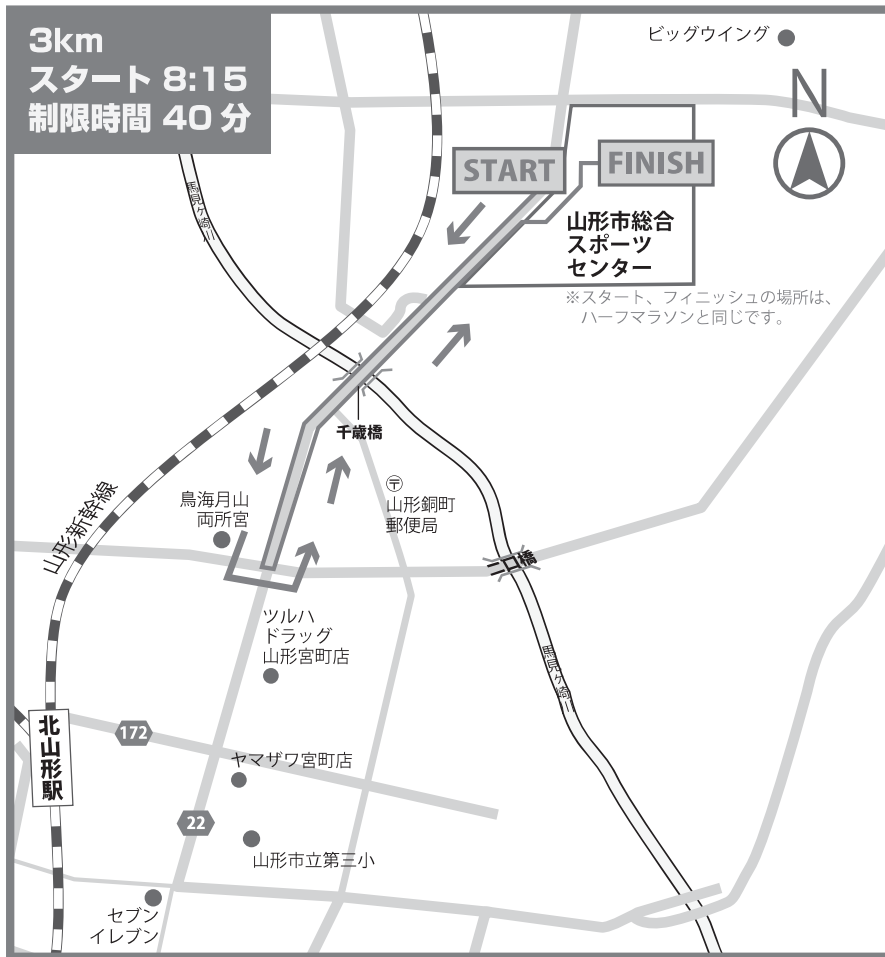 3km
スタート 8:15
制限時間 40 分
ビッグウイング
N
START
FINISH
山形市総合
スポーツ
センター
※スタート、フィニッシュの場所は、
ハーフマラソンと同じです。
馬見ヶ崎川
千歳橋
山形新幹線
鳥海月山
両所宮
〒
山形銅町
郵便局
二口橋
ツルハ
ドラッグ
山形宮町店
馬見ヶ崎川
北山形駅
172
ヤマザワ宮町店
22
山形市立第三小
セブン
イレブン